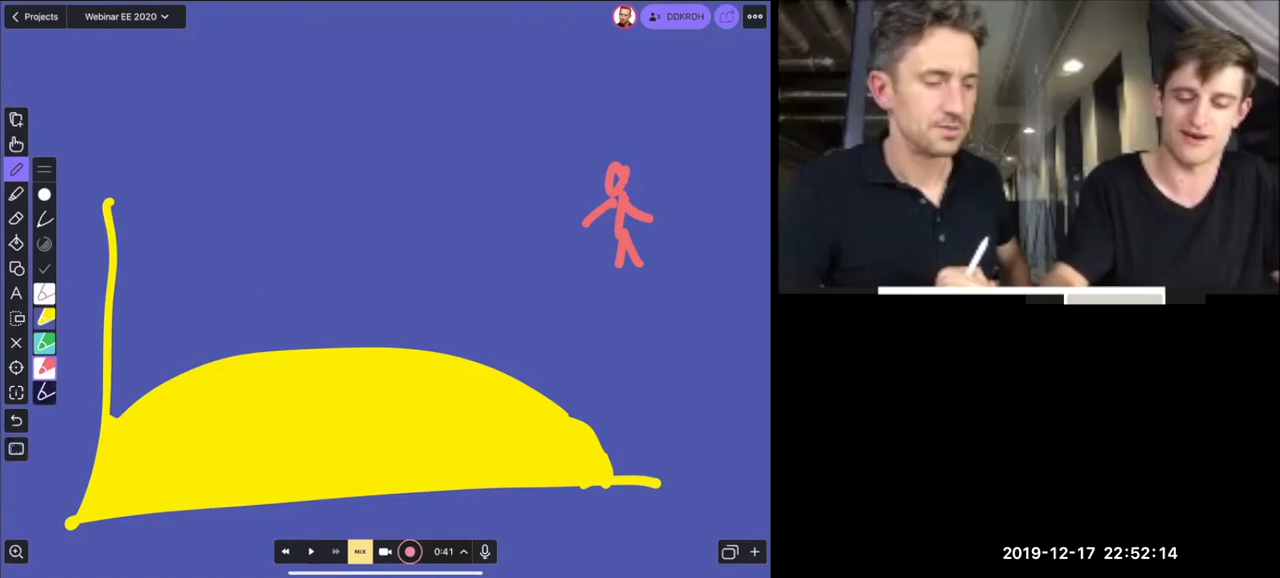 Projects
Webinar EE 2020
DDKRDH
A
MIX
0:41
2019-12-17 22:52:14